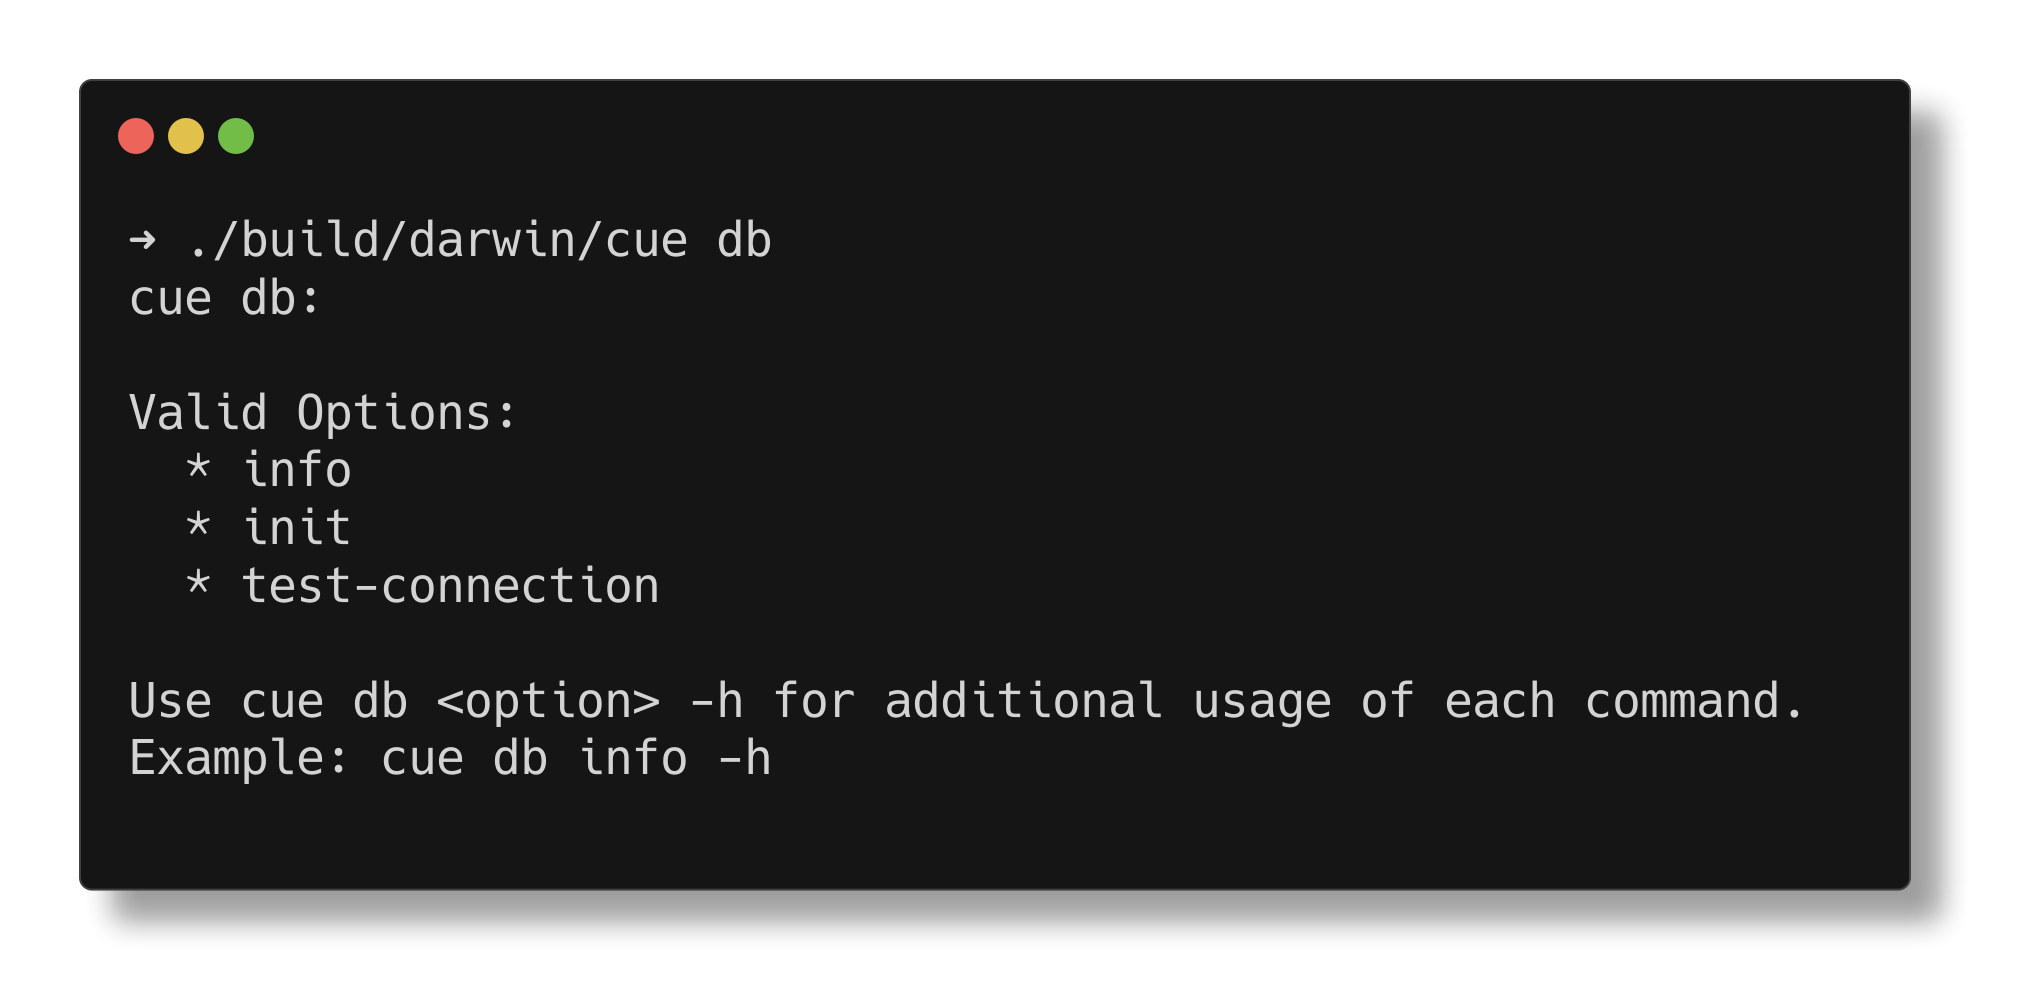 ➜ ./build/darwin/cue db
cue db:

Valid Options:
  * info
  * init
  * test-connection

Use cue db <option> -h for additional usage of each command.
Example: cue db info -h